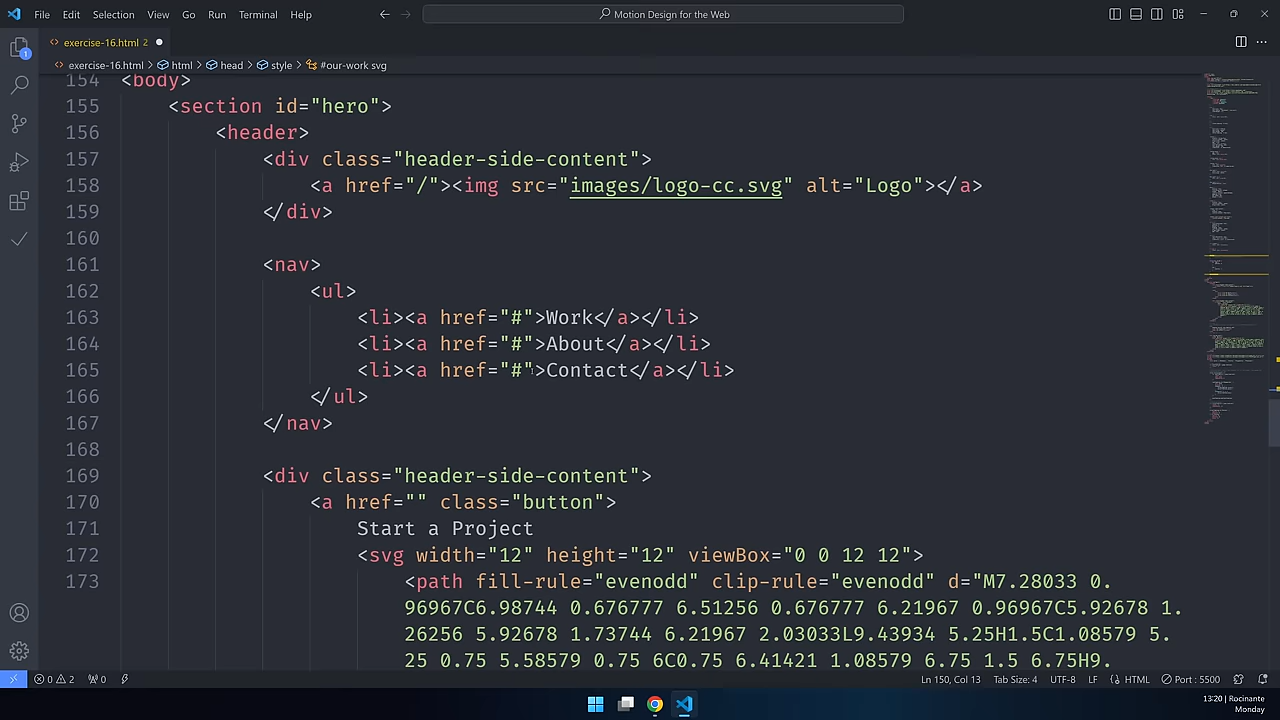 File Edit Selection View Go Run Terminal Help Motion Design for the Web
exercise-16.html 2
exercise-16.html > html > head > style > #our-work svg
1
154 <body>
155 <section id="hero">
156 <header>
157 <div class="header-side-content">
158 <a href="/"><img src="images/logo-cc.svg" alt="Logo"></a>
159 </div>
160
161 <nav>
162 <ul>
163 <li><a href="#">Work</a></li>
164 <li><a href="#">About</a></li>
165 <li><a href="#">Contact</a></li>
166 </ul>
167 </nav>
168
169 <div class="header-side-content">
170 <a href="" class="button">
171 Start a Project
172 <svg width="12" height="12" viewBox="0 0 12 12">
173 <path fill-rule="evenodd" clip-rule="evenodd" d="M7.28033 0.
96967C6.98744 0.676777 6.51256 0.676777 6.21967 0.96967C5.92678 1.
26256 5.92678 1.73744 6.21967 2.03033L9.43934 5.25H1.5C1.08579 5.
25 0.75 5.58579 0.75 6C0.75 6.41421 1.08579 6.75 1.5 6.75H9.
0 2 0 Ln 150, Col 13 Tab Size: 4 UTF-8 LF HTML Port : 5500
13:20 | Rocinante
Monday